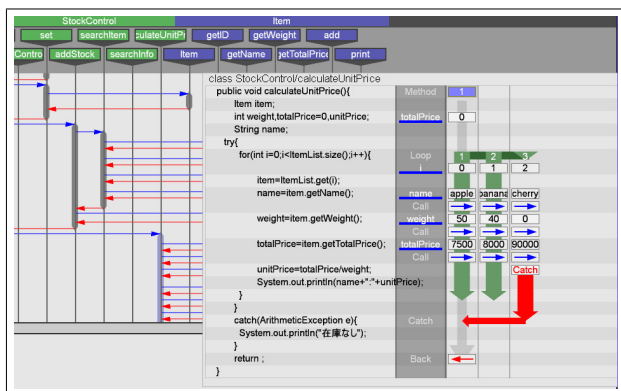 StockControl Item
set searchItem culateUnitPr getID getWeight add
Contro addStock searchInfo Item getName getTotalPrice print
class StockControl/calculateUnitPrice
public void calculateUnitPrice(){ Method 1
Item item;
int weight,totalPrice=0,unitPrice; totalPrice 0
String name;
try{
for(int i=0;i<ItemList.size();i++){ Loop 1 2 3
i 0 1 2
item=ItemList.get(i);
name=item.getName(); name apple banana cherry
Call
weight=item.getWeight(); weight 50 40 0
Call
totalPrice=item.getTotalPrice(); totalPrice 7500 8000 90000
Call
unitPrice=totalPrice/weight; Catch
System.out.println(name+":"+unitPrice);
}
}
catch(ArithmeticException e){ Catch
System.out.println("在庫なし");
}
return ; Back
}